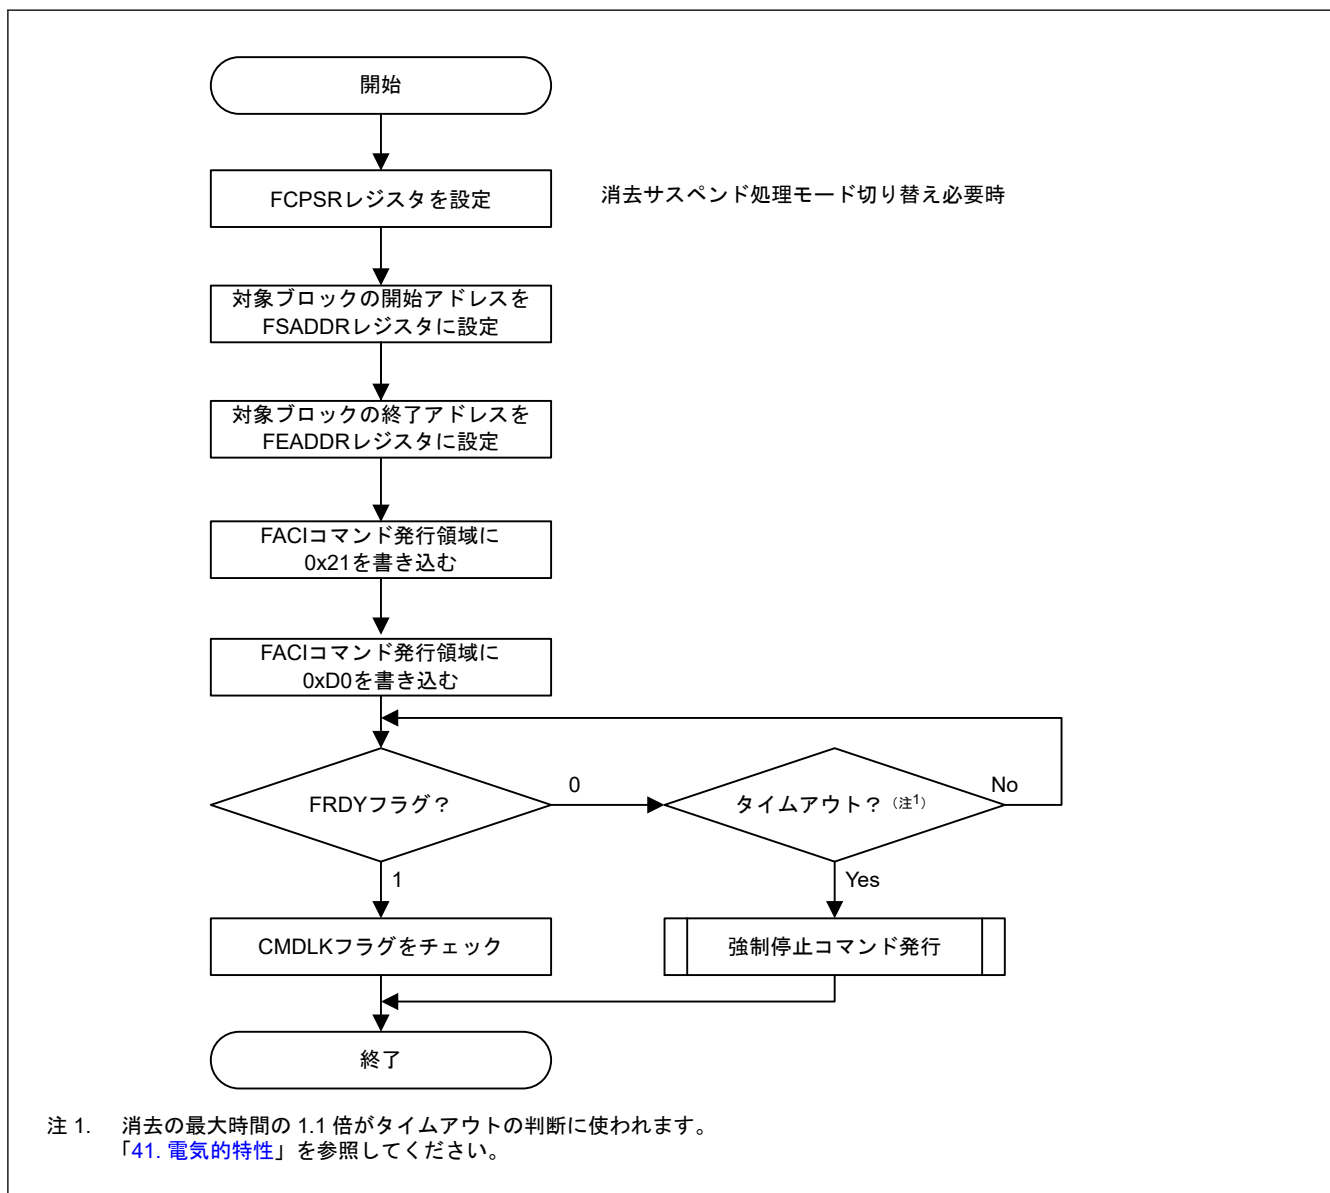 開始
FCPSRレジスタを設定
消去サスペンド処理モード切り替え必要時
対象ブロックの開始アドレスを
FSADDRレジスタに設定
対象ブロックの終了アドレスを
FEADDRレジスタに設定
FACIコマンド発行領域に
0x21を書き込む
FACIコマンド発行領域に
0xD0を書き込む
FRDYフラグ？
0
タイムアウト？（注1）
No
1
Yes
CMDLKフラグをチェック
強制停止コマンド発行
終了
注 1. 消去の最大時間の 1.1 倍がタイムアウトの判断に使われます。
「41. 電気的特性」を参照してください。